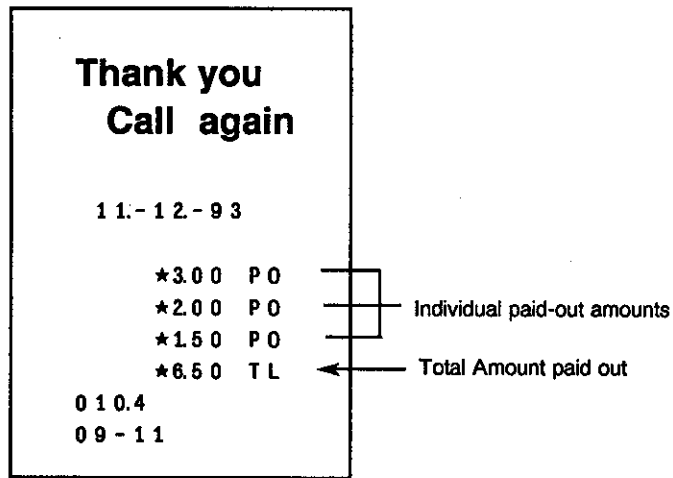 Thank you
Call again
11.-12.-93
★3.00 PO
★2.00 PO
★1.50 PO
★6.50 TL
010.4
09-11
Individual paid-out amounts
Total Amount paid out